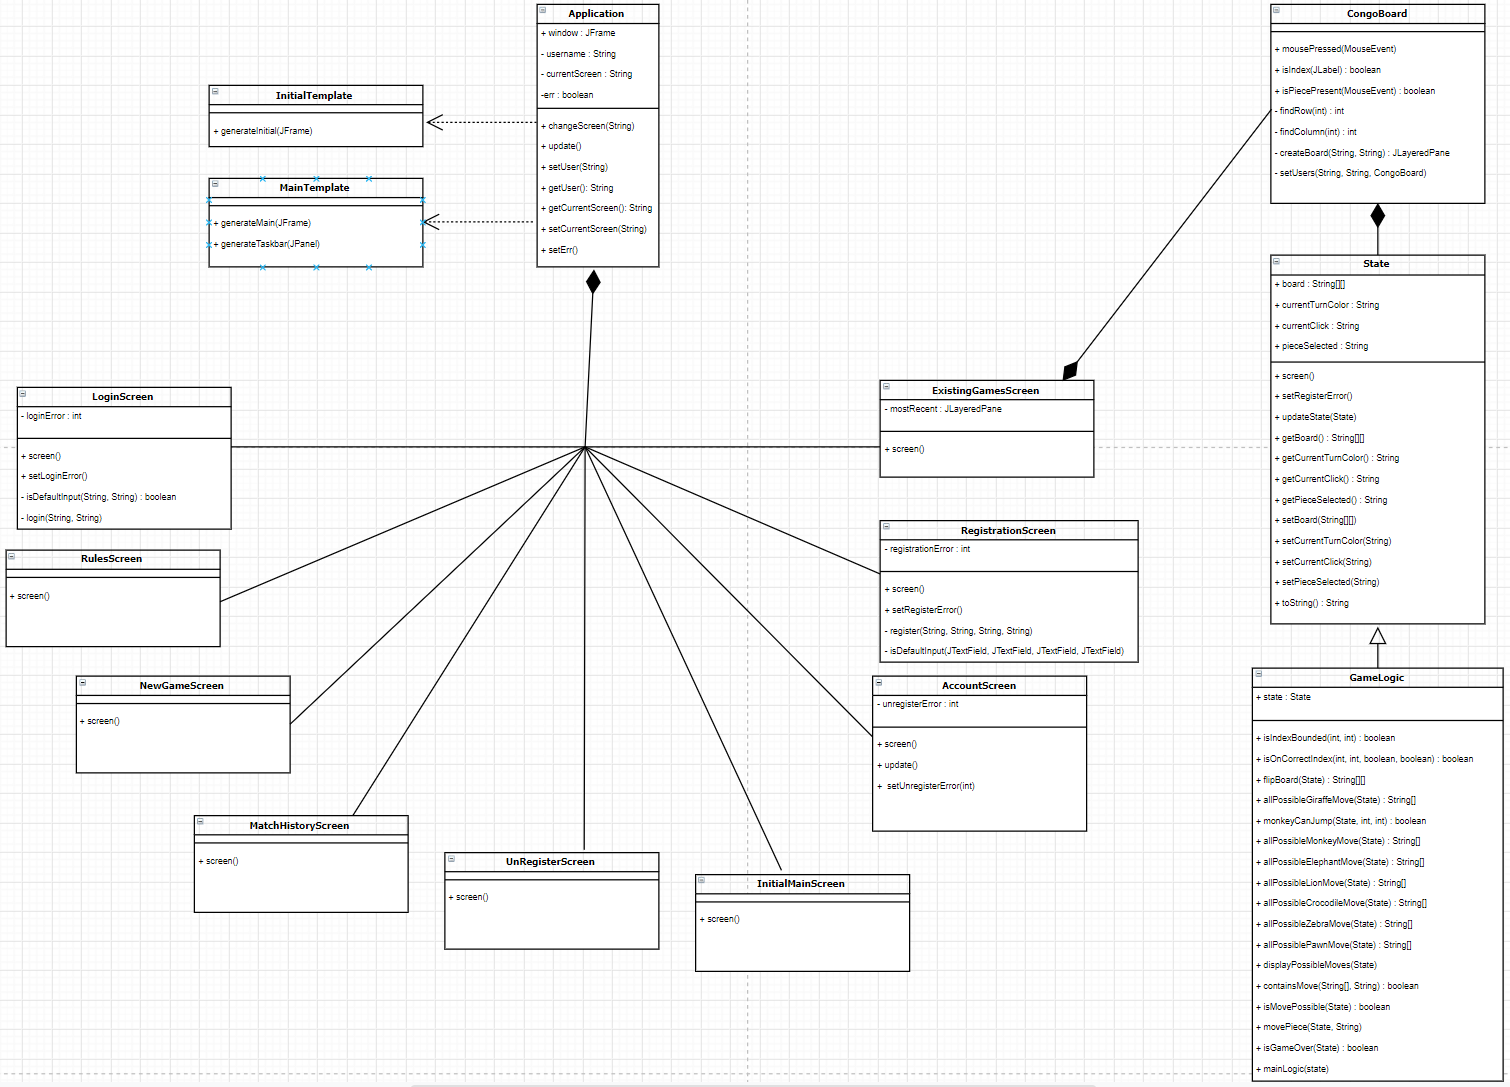 Application
+ window : JFrame
- username : String
- currentScreen : String
-err : boolean
+ changeScreen(String)
+ update()
+ setUser(String)
+ getUser(): String
+ getCurrentScreen(): String
+ setCurrentScreen(String)
+ setErr()
InitialTemplate
+ generateInitial(JFrame)
MainTemplate
+ generateMain(JFrame)
+ generateTaskbar(JPanel)
CongoBoard
+ mousePressed(MouseEvent)
+ isIndex(JLabel) : boolean
+ isPiecePresent(MouseEvent) : boolean
- findRow(int) : int
- findColumn(int) : int
- createBoard(String, String) : JLayeredPane
- setUsers(String, String, CongoBoard)
State
+ board : String[][]
+ currentTurnColor : String
+ currentClick : String
+ pieceSelected : String
+ screen()
+ setRegisterError()
+ updateState(State)
+ getBoard() : String[][]
+ getCurrentTurnColor() : String
+ getCurrentClick() : String
+ getPieceSelected() : String
+ setBoard(String[][])
+ setCurrentTurnColor(String)
+ setCurrentClick(String)
+ setPieceSelected(String)
+ toString() : String
LoginScreen
- loginError : int
+ screen()
+ setLoginError()
- isDefaultInput(String, String) : boolean
- login(String, String)
ExistingGamesScreen
- mostRecent : JLayeredPane
+ screen()
RulesScreen
+ screen()
RegistrationScreen
- registrationError : int
+ screen()
+ setRegisterError()
- register(String, String, String, String)
- isDefaultInput(JTextField, JTextField, JTextField, JTextField)
NewGameScreen
+ screen()
AccountScreen
- unregisterError : int
+ screen()
+ update()
+ setUnregisterError(int)
MatchHistoryScreen
+ screen()
UnRegisterScreen
+ screen()
InitialMainScreen
+ screen()
GameLogic
+ state : State
+ isIndexBounded(int, int) : boolean
+ isOnCorrectIndex(int, int, boolean, boolean) : boolean
+ flipBoard(State) : String[][]
+ allPossibleGiraffeMove(State) : String[]
+ monkeyCanJump(State, int, int) : boolean
+ allPossibleMonkeyMove(State) : String[]
+ allPossibleElephantMove(State) : String[]
+ allPossibleLionMove(State) : String[]
+ allPossibleCrocodileMove(State) : String[]
+ allPossibleZebraMove(State) : String[]
+ allPossiblePawnMove(State) : String[]
+ displayPossibleMoves(State)
+ containsMove(String[], String) : boolean
+ isMovePossible(State) : boolean
+ movePiece(State, String)
+ isGameOver(State) : boolean
+ mainLogic(state)